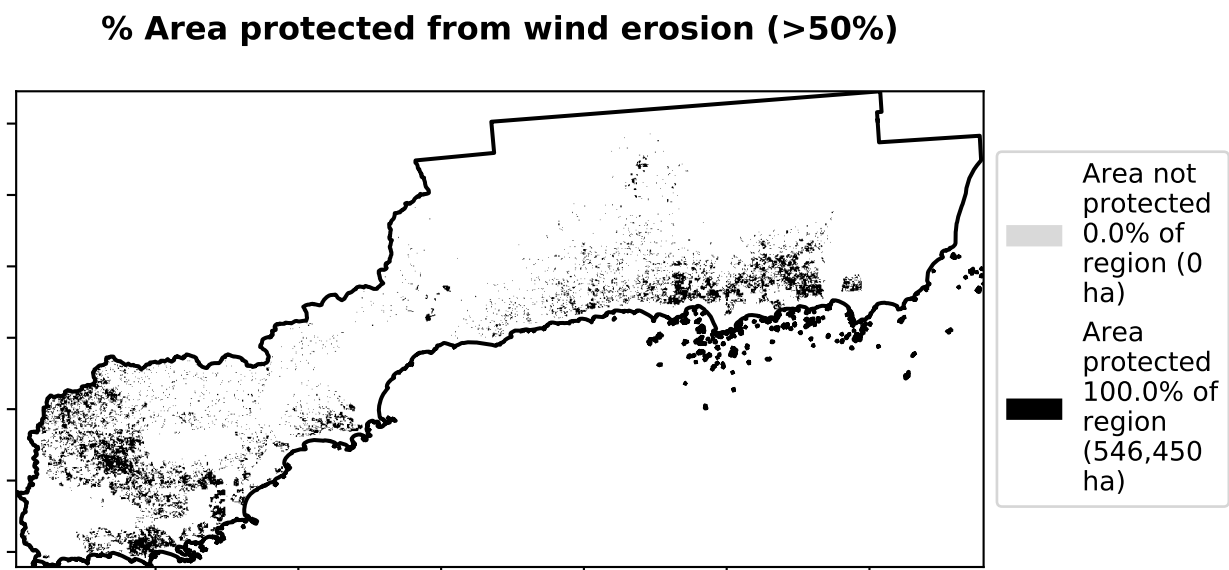 % Area protected from wind erosion (>50%)
Area not
protected
0.0% of
region (0
ha)
Area
protected
100.0% of
region
(546,450
ha)